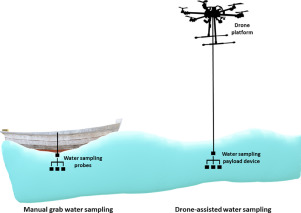 Drone
platform
Water sampling
probes
Water sampling
payload device
Manual grab water sampling
Drone-assisted water sampling